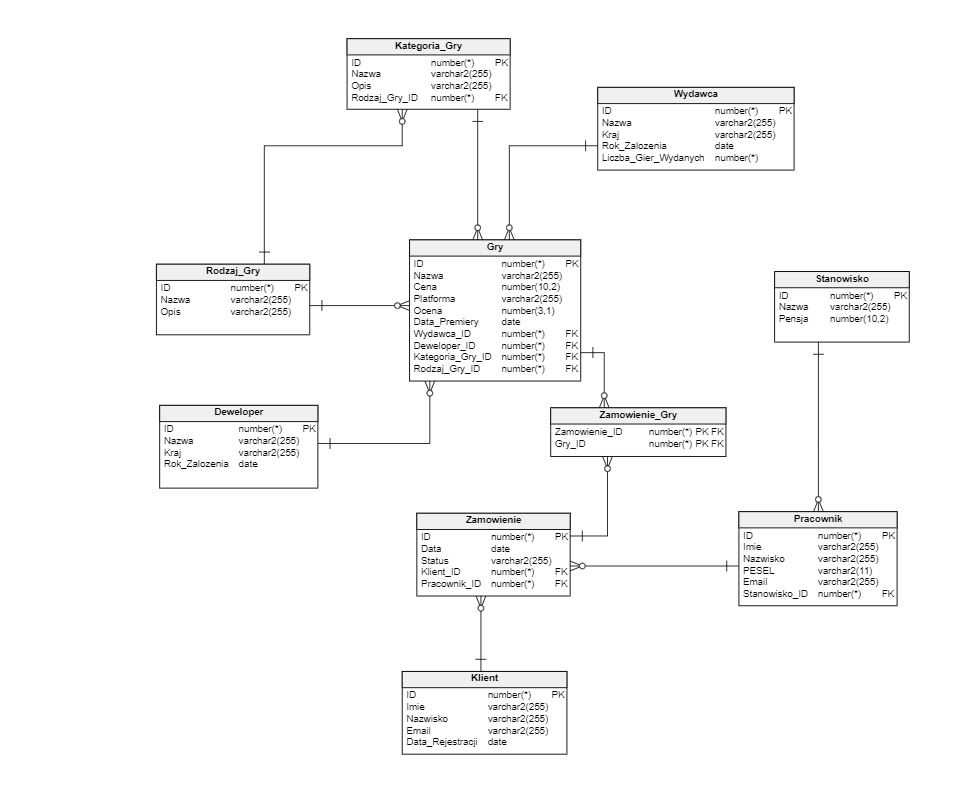 Kategoria_Gry
ID number(*) PK
Nazwa varchar2(255)
Opis varchar2(255)
Rodzaj_Gry_ID number(*) FK
Wydawca
ID number(*) PK
Nazwa varchar2(255)
Kraj varchar2(255)
Rok_Zalozenia date
Liczba_Gier_Wydanych number(*)
Gry
ID number(*) PK
Nazwa varchar2(255)
Cena number(10,2)
Platforma varchar2(255)
Ocena number(3,1)
Data_Premiery date
Wydawca_ID number(*) FK
Deweloper_ID number(*) FK
Kategoria_Gry_ID number(*) FK
Rodzaj_Gry_ID number(*) FK
Rodzaj_Gry
ID number(*) PK
Nazwa varchar2(255)
Opis varchar2(255)
Stanowisko
ID number(*) PK
Nazwa varchar2(255)
Pensja number(10,2)
Deweloper
ID number(*) PK
Nazwa varchar2(255)
Kraj varchar2(255)
Rok_Zalozenia date
Zamowienie_Gry
Zamowienie_ID number(*) PK FK
Gry_ID number(*) PK FK
Zamowienie
ID number(*) PK
Data date
Status varchar2(255)
Klient_ID number(*) FK
Pracownik_ID number(*) FK
Pracownik
ID number(*) PK
Imie varchar2(255)
Nazwisko varchar2(255)
PESEL varchar2(11)
Email varchar2(255)
Stanowisko_ID number(*) FK
Klient
ID number(*) PK
Imie varchar2(255)
Nazwisko varchar2(255)
Email varchar2(255)
Data_Rejestracji date